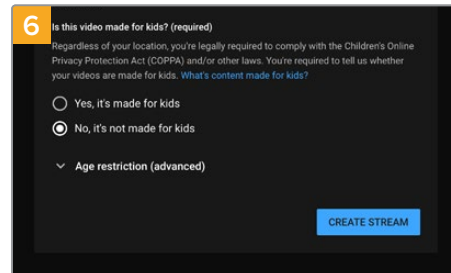 6
Is this video made for kids? (required)
Regardless of your location, you're legally required to comply with the Children's Online
Privacy Protection Act (COPPA) and/or other laws. You're required to tell us whether
your videos are made for kids. What's content made for kids?
Yes, it's made for kids
No, it's not made for kids
Age restriction (advanced)
CREATE STREAM